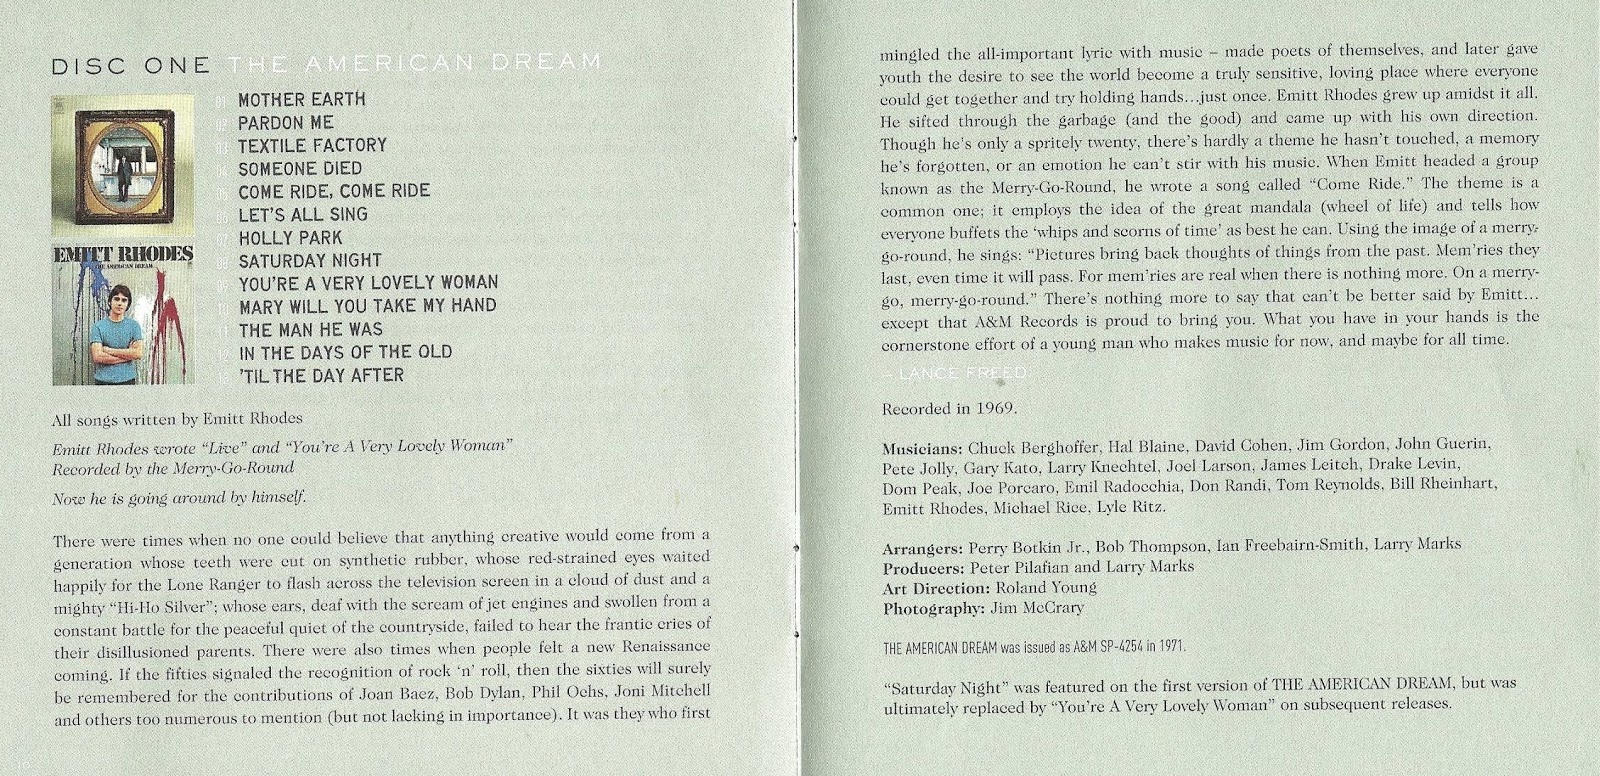 DISC ONE THE AMERICAN DREAM
EMITT RHODES
THE AMERICAN DREAM
01 MOTHER EARTH
02 PARDON ME
03 TEXTILE FACTORY
04 SOMEONE DIED
05 COME RIDE, COME RIDE
06 LET'S ALL SING
07 HOLLY PARK
08 SATURDAY NIGHT
09 YOU'RE A VERY LOVELY WOMAN
10 MARY WILL YOU TAKE MY HAND
11 THE MAN HE WAS
12 IN THE DAYS OF THE OLD
13 'TIL THE DAY AFTER
All songs written by Emitt Rhodes
Emitt Rhodes wrote “Live” and “You're A Very Lovely Woman”
Recorded by the Merry-Go-Round
Now he is going around by himself.
There were times when no one could believe that anything creative would come from a
generation whose teeth were cut on synthetic rubber, whose red-strained eyes waited
happily for the Lone Ranger to flash across the television screen in a cloud of dust and a
mighty “Hi-Ho Silver”; whose ears, deaf with the scream of jet engines and swollen from a
constant battle for the peaceful quiet of the countryside, failed to hear the frantic cries of
their disillusioned parents. There were also times when people felt a new Renaissance
coming. If the fifties signaled the recognition of rock 'n' roll, then the sixties will surely
be remembered for the contributions of Joan Baez, Bob Dylan, Phil Ochs, Joni Mitchell
and others too numerous to mention (but not lacking in importance). It was they who first
16
mingled the all-important lyric with music – made poets of themselves, and later gave
youth the desire to see the world become a truly sensitive, loving place where everyone
could get together and try holding hands...just once. Emitt Rhodes grew up amidst it all.
He sifted through the garbage (and the good) and came up with his own direction.
Though he's only a spritely twenty, there's hardly a theme he hasn't touched, a memory
he's forgotten, or an emotion he can't stir with his music. When Emitt headed a group
known as the Merry-Go-Round, he wrote a song called “Come Ride.” The theme is a
common one; it employs the idea of the great mandala (wheel of life) and tells how
everyone buffets the ‘whips and scorns of time’ as best he can. Using the image of a merry-
go-round, he sings: “Pictures bring back thoughts of things from the past. Mem'ries they
last, even time it will pass. For mem'ries are real when there is nothing more. On a merry-
go, merry-go-round.” There's nothing more to say that can't be better said by Emitt...
except that A&M Records is proud to bring you. What you have in your hands is the
cornerstone effort of a young man who makes music for now, and maybe for all time.
– LANCE FREED
Recorded in 1969.
Musicians: Chuck Berghoffer, Hal Blaine, David Cohen, Jim Gordon, John Guerin,
Pete Jolly, Gary Kato, Larry Knechtel, Joel Larson, James Leitch, Drake Levin,
Dom Peak, Joe Porcaro, Emil Radocchia, Don Randi, Tom Reynolds, Bill Rheinhart,
Emitt Rhodes, Michael Rice, Lyle Ritz.
Arrangers: Perry Botkin Jr., Bob Thompson, Ian Freebairn-Smith, Larry Marks
Producers: Peter Pilafian and Larry Marks
Art Direction: Roland Young
Photography: Jim McCrary
THE AMERICAN DREAM was issued as A&M SP-4254 in 1971.
“Saturday Night” was featured on the first version of THE AMERICAN DREAM, but was
ultimately replaced by “You're A Very Lovely Woman” on subsequent releases.